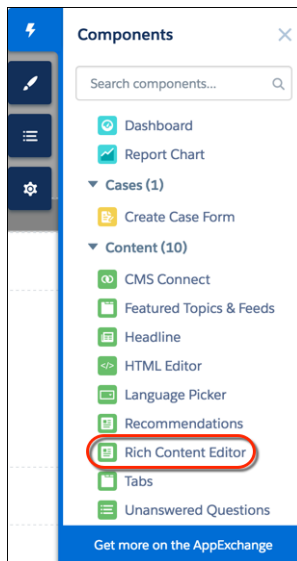 Components
Search components...
Dashboard
Report Chart
Cases (1)
Create Case Form
Content (10)
CMS Connect
Featured Topics & Feeds
Headline
HTML Editor
Language Picker
Recommendations
Rich Content Editor
Tabs
Unanswered Questions
Get more on the AppExchange